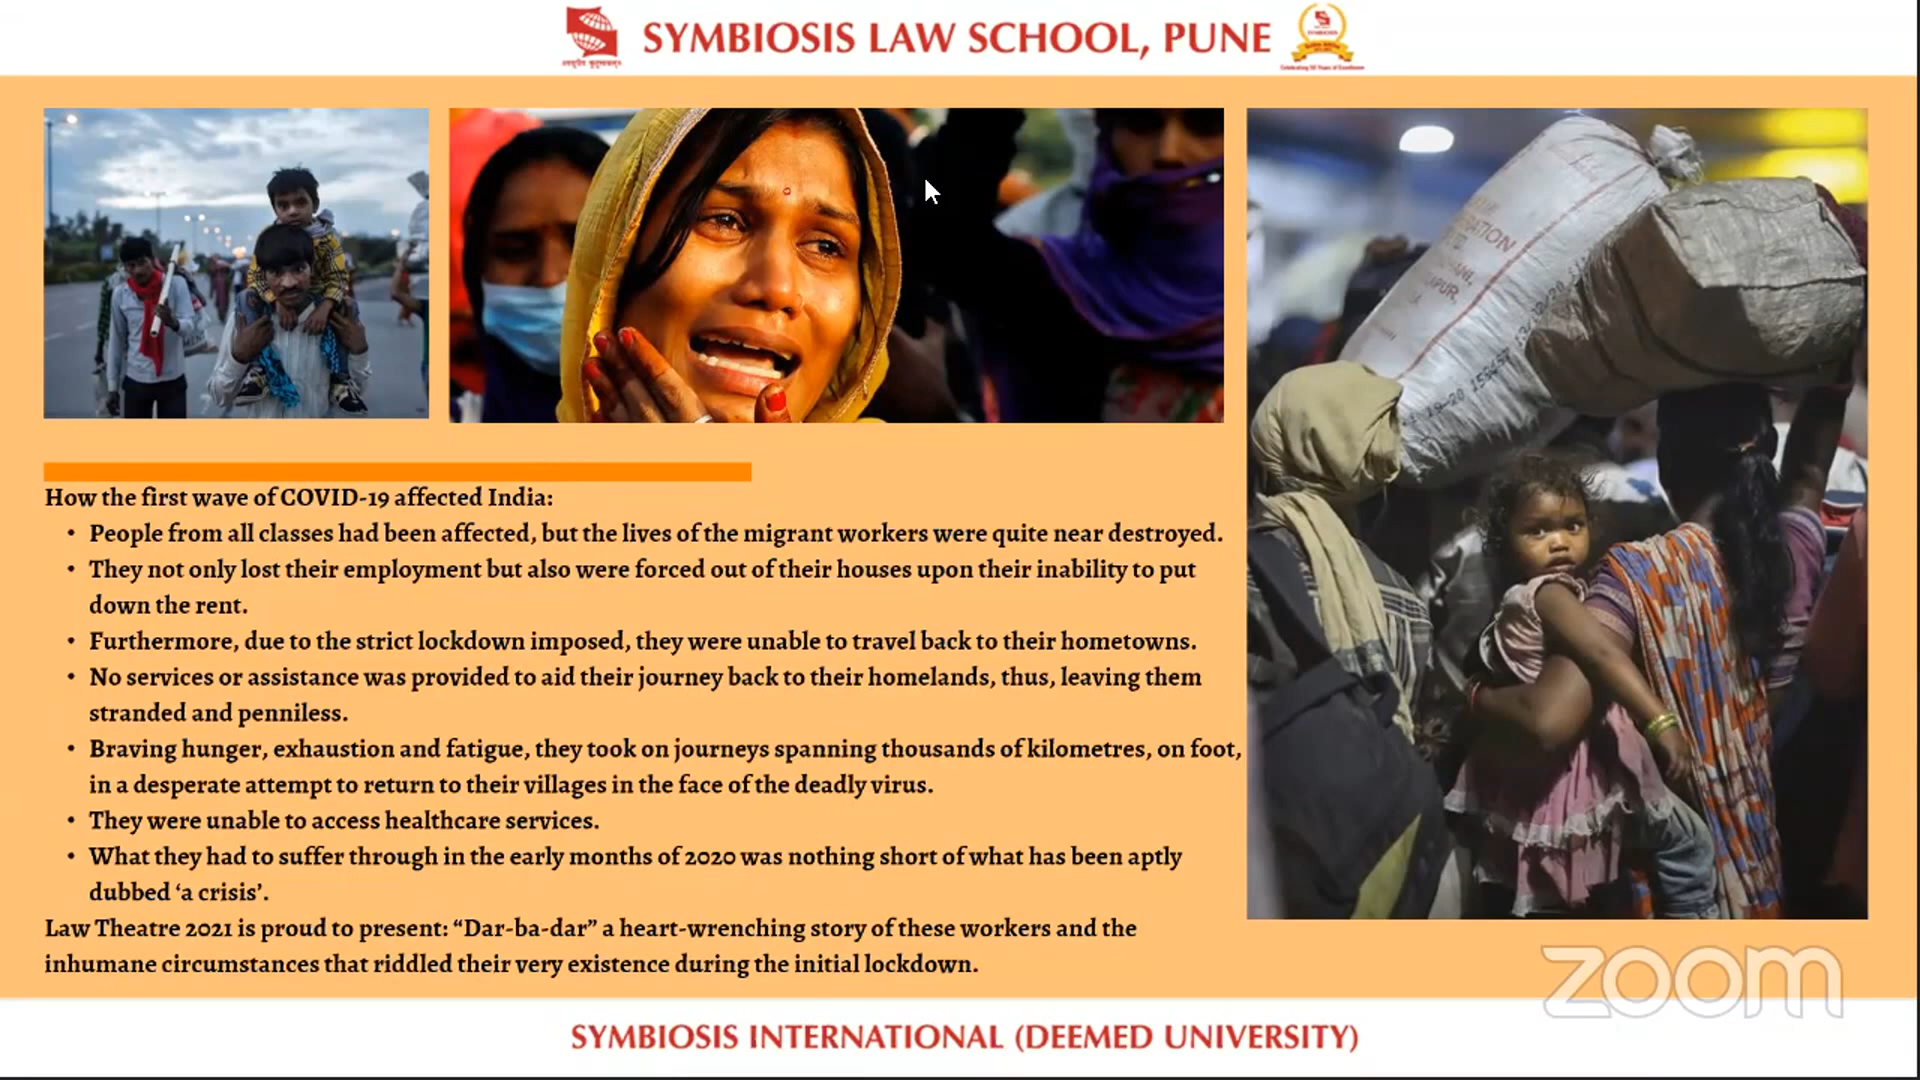 SYMBIOSIS LAW SCHOOL, PUNE
How the first wave of COVID-19 affected India:
• People from all classes had been affected, but the lives of the migrant workers were quite near destroyed.
• They not only lost their employment but also were forced out of their houses upon their inability to put
down the rent.
• Furthermore, due to the strict lockdown imposed, they were unable to travel back to their hometowns.
• No services or assistance was provided to aid their journey back to their homelands, thus, leaving them
stranded and penniless.
• Braving hunger, exhaustion and fatigue, they took on journeys spanning thousands of kilometres, on foot,
in a desperate attempt to return to their villages in the face of the deadly virus.
• They were unable to access healthcare services.
• What they had to suffer through in the early months of 2020 was nothing short of what has been aptly
dubbed ‘a crisis’.
Law Theatre 2021 is proud to present: “Dar-ba-dar” a heart-wrenching story of these workers and the
inhumane circumstances that riddled their very existence during the initial lockdown.
zoom
SYMBIOSIS INTERNATIONAL (DEEMED UNIVERSITY)